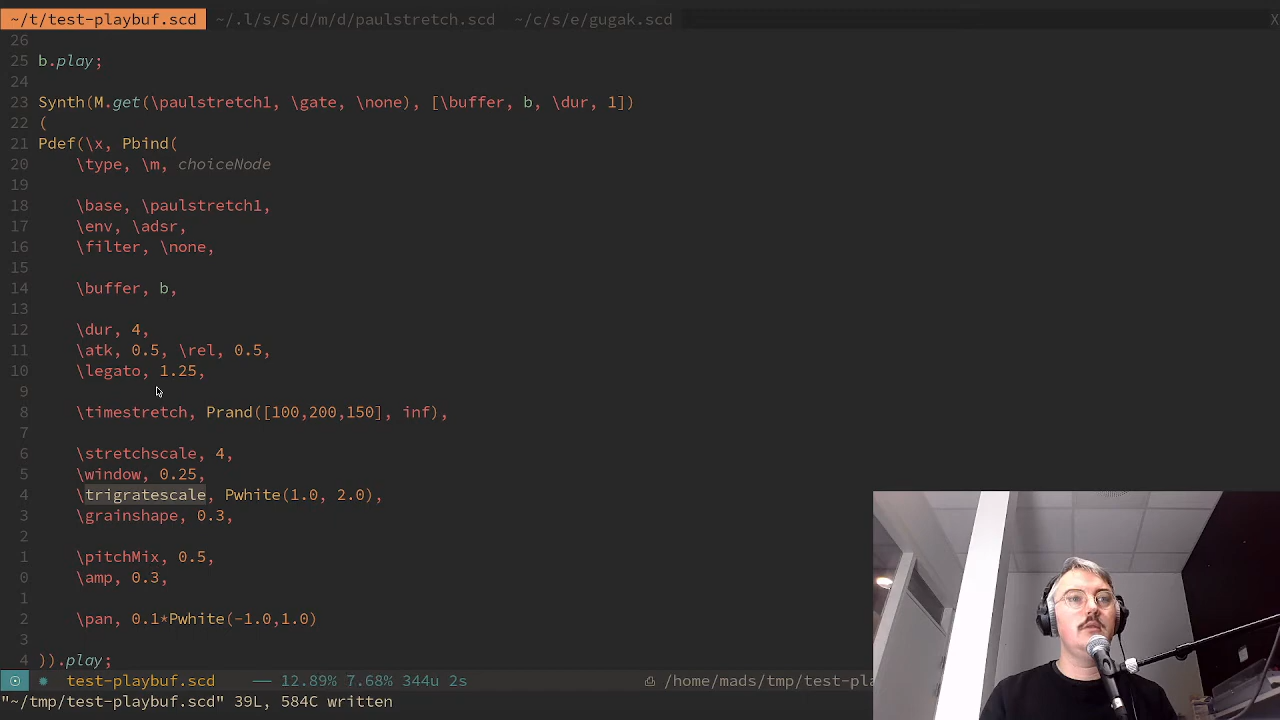 ~/t/test-playbuf.scd ~/.l/s/S/d/m/d/paulstretch.scd ~/c/s/e/gugak.scd X
26
25 b.play;
24
23 Synth(M.get(\paulstretch1, \gate, \none), [\buffer, b, \dur, 1])
22 (
21 Pdef(\x, Pbind(
20 \type, \m, choiceNode
19
18 \base, \paulstretch1,
17 \env, \adsr,
16 \filter, \none,
15
14 \buffer, b,
13
12 \dur, 4,
11 \atk, 0.5, \rel, 0.5,
10 \legato, 1.25,
9
8 \timestretch, Prand([100,200,150], inf),
7
6 \stretchscale, 4,
5 \window, 0.25,
4 \trigratescale, Pwhite(1.0, 2.0),
3 \grainshape, 0.3,
2
1 \pitchMix, 0.5,
0 \amp, 0.3,
1
2 \pan, 0.1*Pwhite(-1.0,1.0)
3
4 )).play;
test-playbuf.scd 12.89% 7.68% 344u 2s /home/mads/tmp/test-pla
"~/tmp/test-playbuf.scd" 39L, 584C written